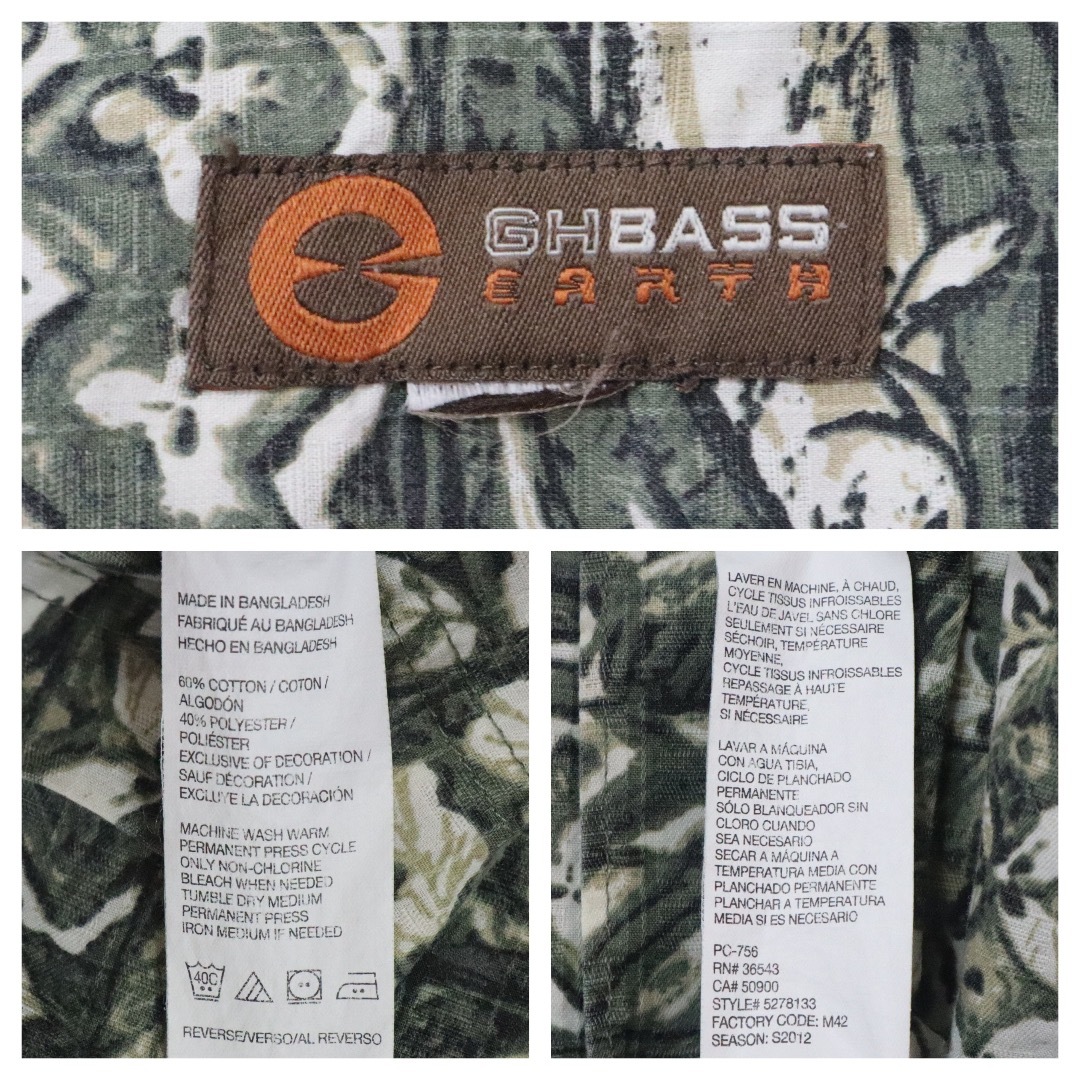 GHBASS
EARTH
MADE IN BANGLADESH
FABRIQUÉ AU BANGLADESH
HECHO EN BANGLADESH
60% COTTON / COTON /
ALGODÓN
40% POLYESTER /
POLIÉSTER
EXCLUSIVE OF DECORATION /
SAUF DÉCORATION /
EXCLUYE LA DECORACIÓN
MACHINE WASH WARM
PERMANENT PRESS CYCLE
ONLY NON-CHLORINE
BLEACH WHEN NEEDED
TUMBLE DRY MEDIUM
PERMANENT PRESS
IRON MEDIUM IF NEEDED
40C
REVERSE/VERSO/AL REVERSO
LAVER EN MACHINE, À CHAUD,
CYCLE TISSUS INFROISSABLES
L'EAU DE JAVEL SANS CHLORE
SEULEMENT SI NÉCESSAIRE
SÉCHOIR, TEMPÉRATURE
MOYENNE,
CYCLE TISSUS INFROISSABLES
REPASSAGE À HAUTE
TEMPÉRATURE,
SI NÉCESSAIRE
LAVAR A MÁQUINA
CON AGUA TIBIA,
CICLO DE PLANCHADO
PERMANENTE
SÓLO BLANQUEADOR SIN
CLORO CUANDO
SEA NECESARIO
SECAR A MÁQUINA A
TEMPERATURA MEDIA CON
PLANCHADO PERMANENTE
PLANCHAR A TEMPERATURA
MEDIA SI ES NECESARIO
PC-756
RN# 36543
CA# 50900
STYLE# 5278133
FACTORY CODE: M42
SEASON: S2012